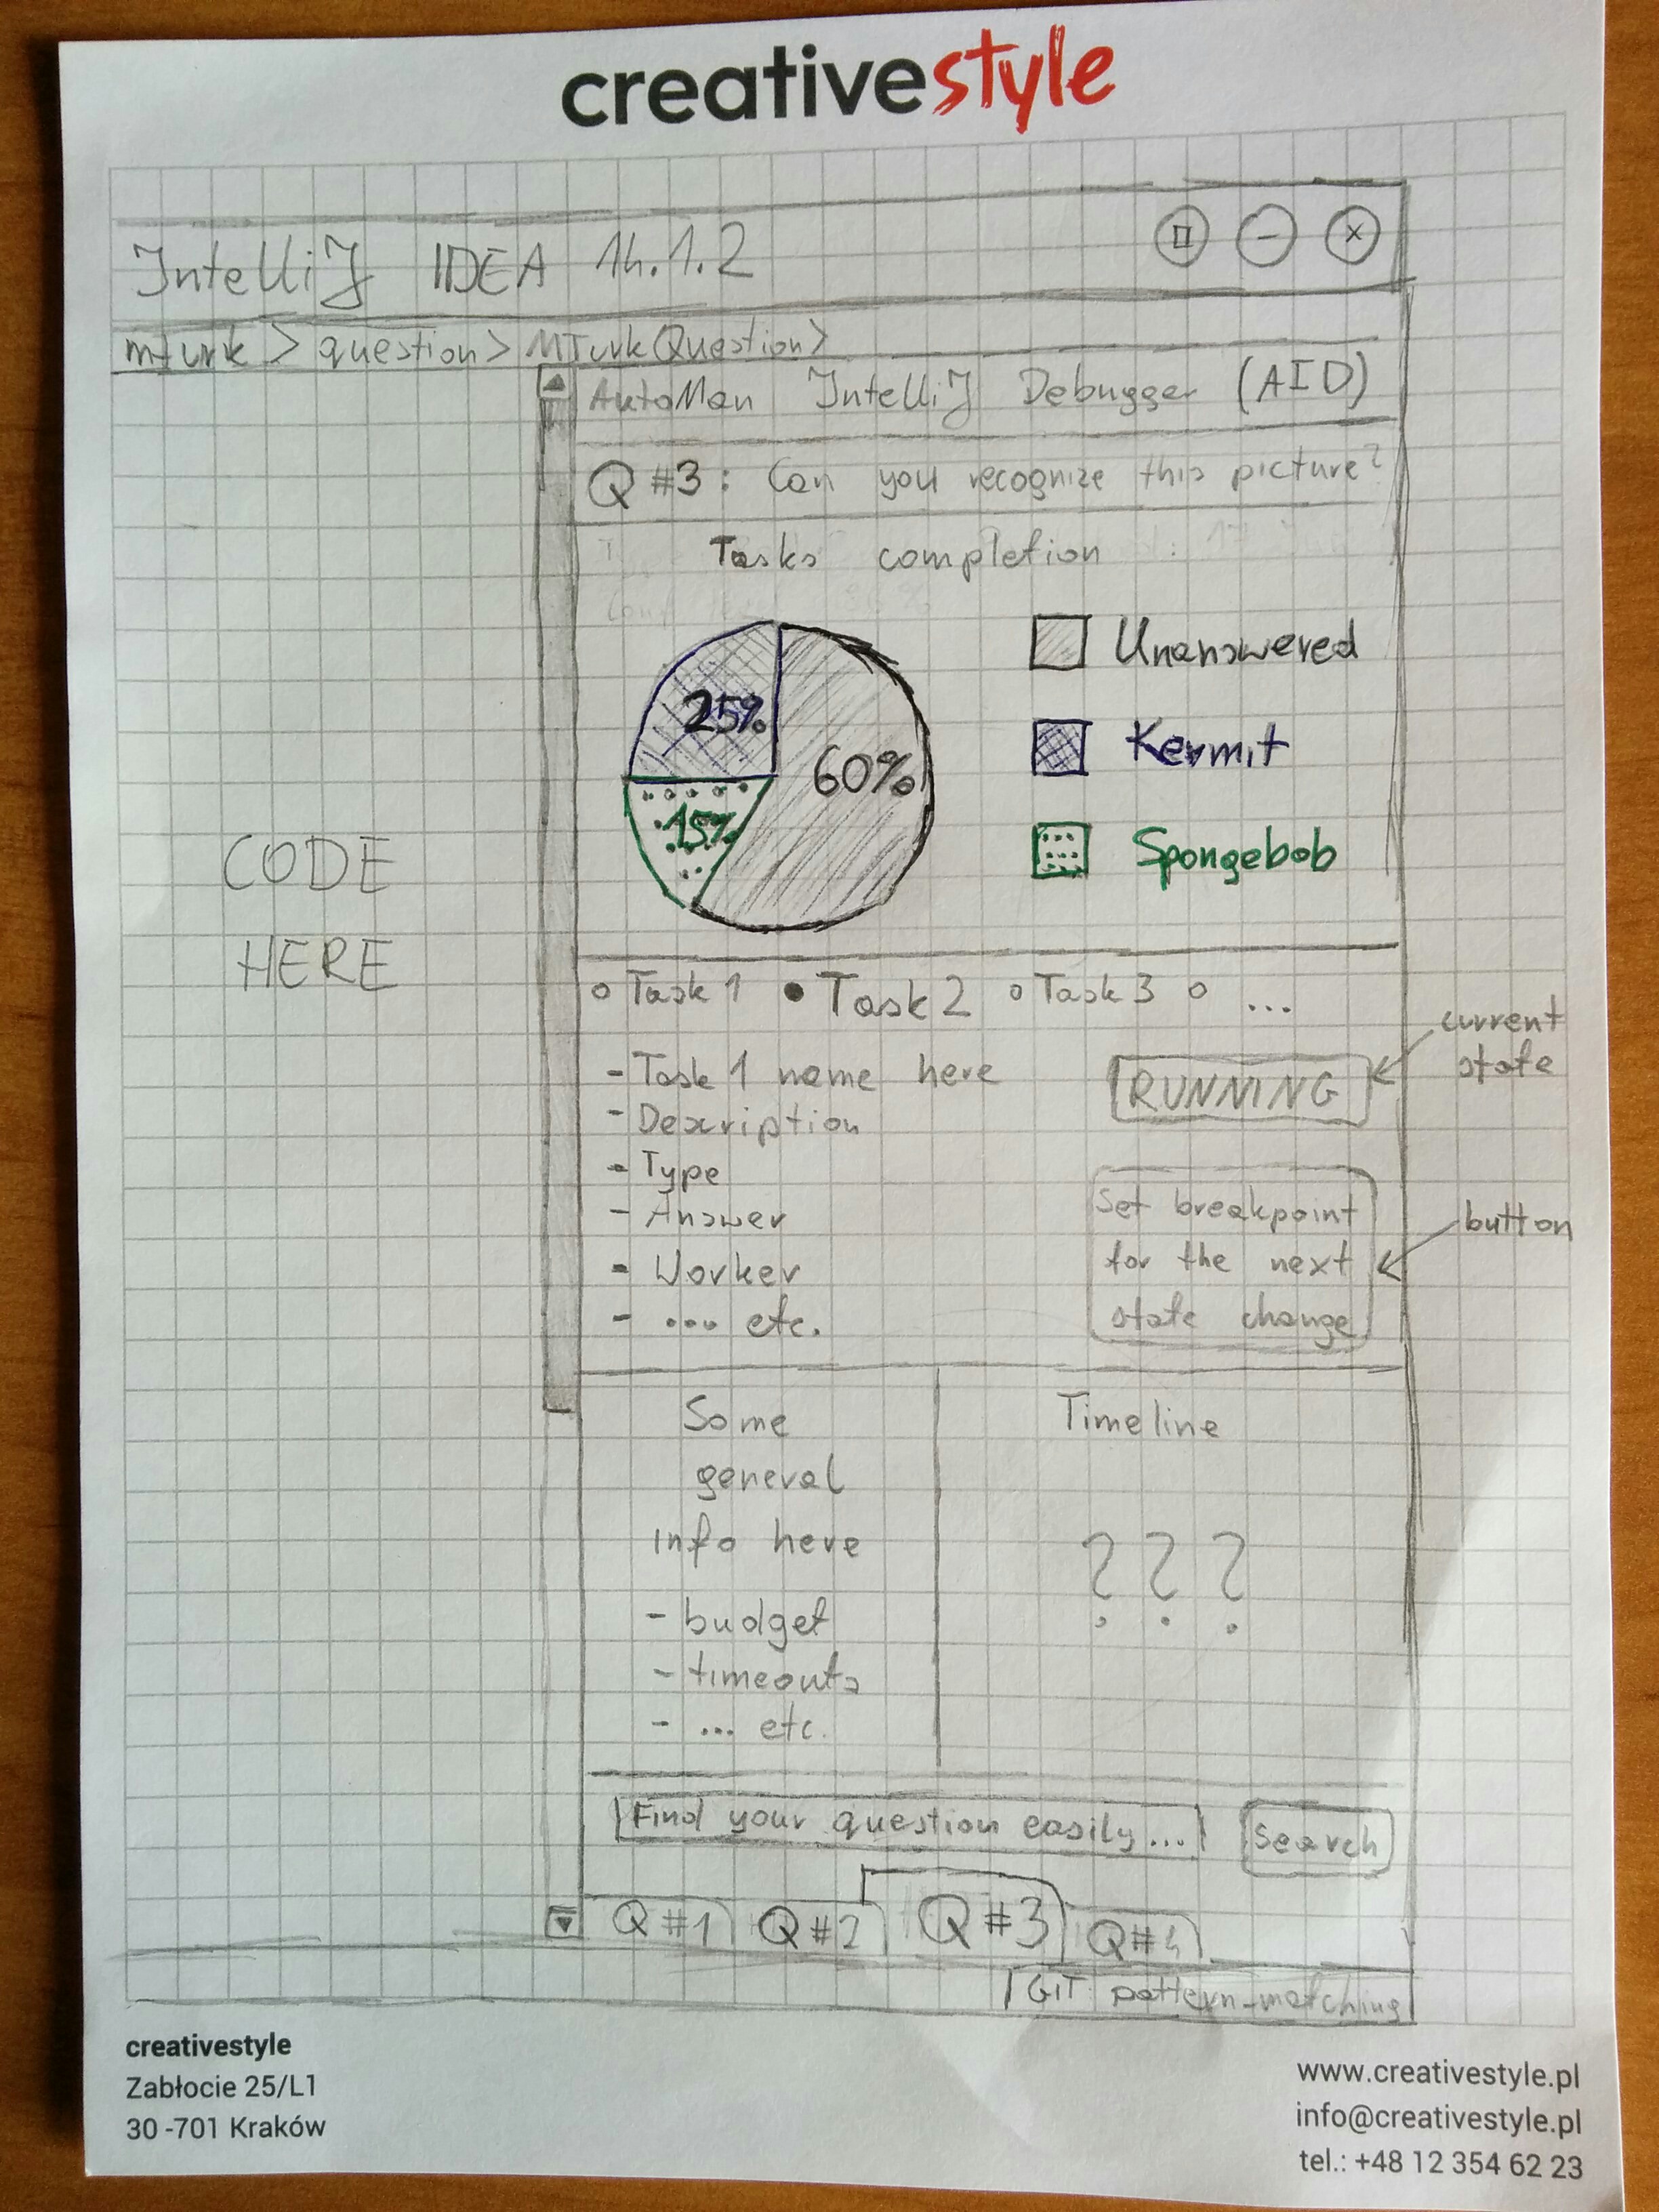 creativestyle
IntelliJ IDEA 14.1.2
mturk > question > MTurkQuestion>
AutoMan IntelliJ Debugger (AID)
Q #3: Can you recognize this picture?
Tasks completion
Unanswered
25%
Kermit
60%
15%
Spongebob
CODE
HERE
Task 1 Task 2 Task 3 ...
current
state
- Task 1 name here
RUNNING
- Description
- Type
- Answer
- Worker
- ... etc.
Set breakpoint
for the next
state change
button
Some
general
info here
- budget
- timeouts
- ... etc.
Timeline
? ? ?
Find your question easily...
Search
Q #1 Q #2 Q #3 Q #4
GIT: pattern-matching
creativestyle
Zabłocie 25/L1
30 -701 Kraków
www.creativestyle.pl
info@creativestyle.pl
tel.: +48 12 354 62 23